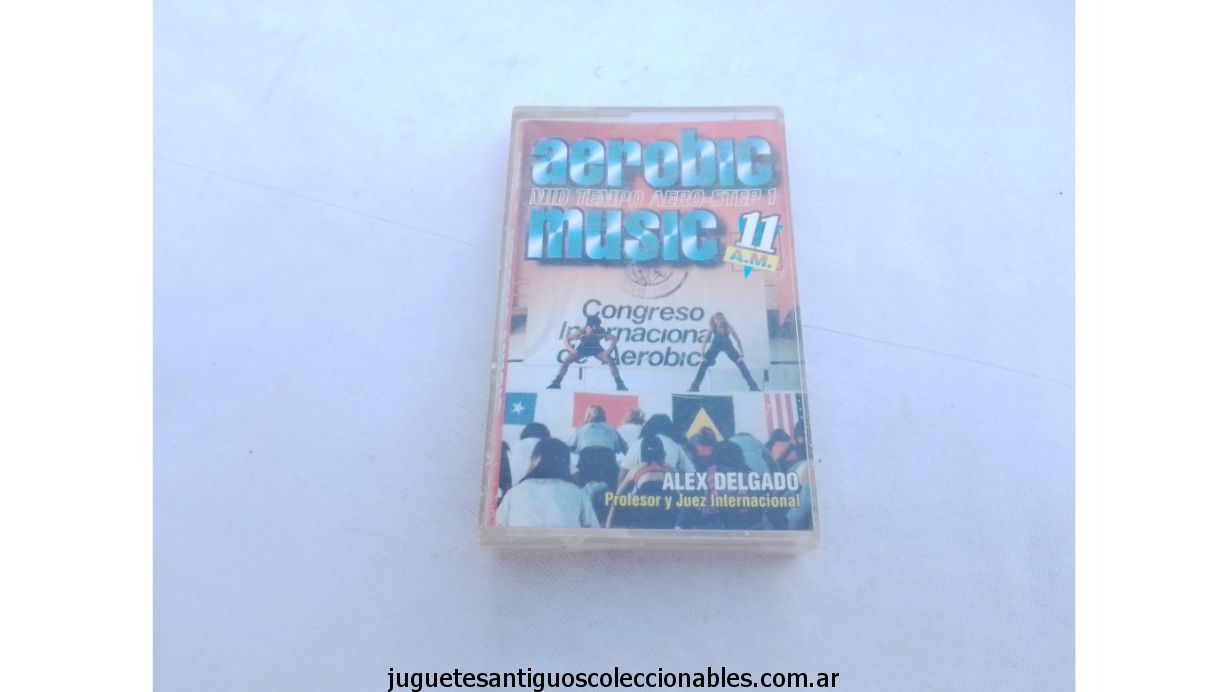 aerobic
MID TEMPO AERO-STEP 1
music
11
A.M.
Congreso
Internacional
de Aerobic
ALEX DELGADO
Profesor y Juez Internacional
juguetesantiguoscoleccionables.com.ar